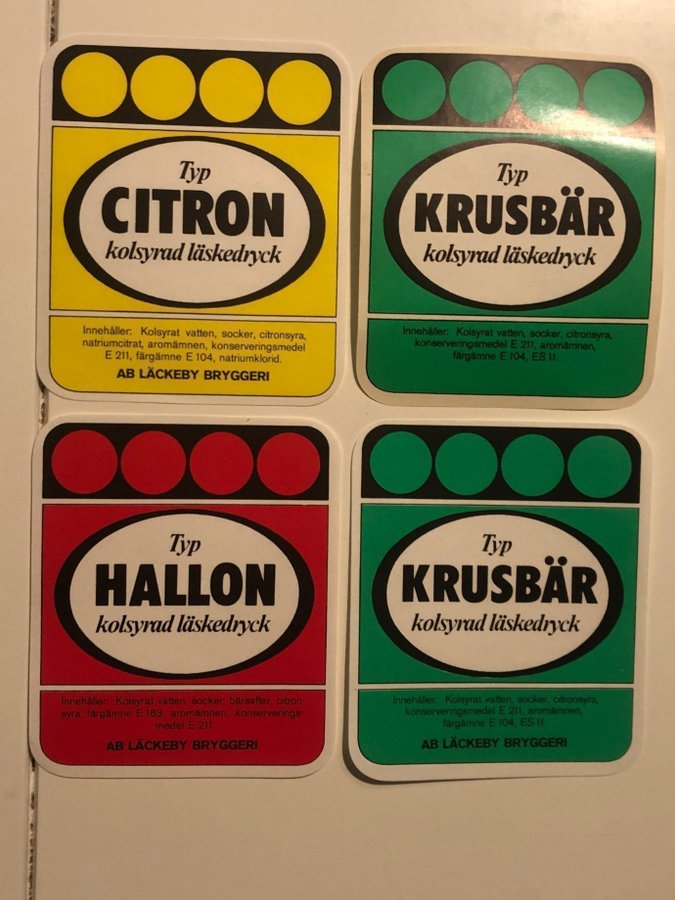 Typ
CITRON
kolsyrad läskedryck
Innehåller: Kolsyrat vatten, socker, citronsyra,
natriumcitrat, aromämnen, konserveringsmedel
E 211, färgämne E 104, natriumklorid.
AB LÄCKEBY BRYGGERI
Typ
KRUSBÄR
kolsyrad läskedryck
Innehåller: Kolsyrat vatten, socker, citronsyra,
konserveringsmedel E 211, aromämnen,
färgämne E 104, ES 11.
Typ
HALLON
kolsyrad läskedryck
Innehåller: Kolsyrat vatten, socker, bärsafter, citron-
syra, färgämne E 163, aromämnen, konserverings-
medel E 211.
AB LÄCKEBY BRYGGERI
Typ
KRUSBÄR
kolsyrad läskedryck
Innehåller: Kolsyrat vatten, socker, citronsyra,
konserveringsmedel E 211, aromämnen,
färgämne E 104, ES 11
AB LÄCKEBY BRYGGERI